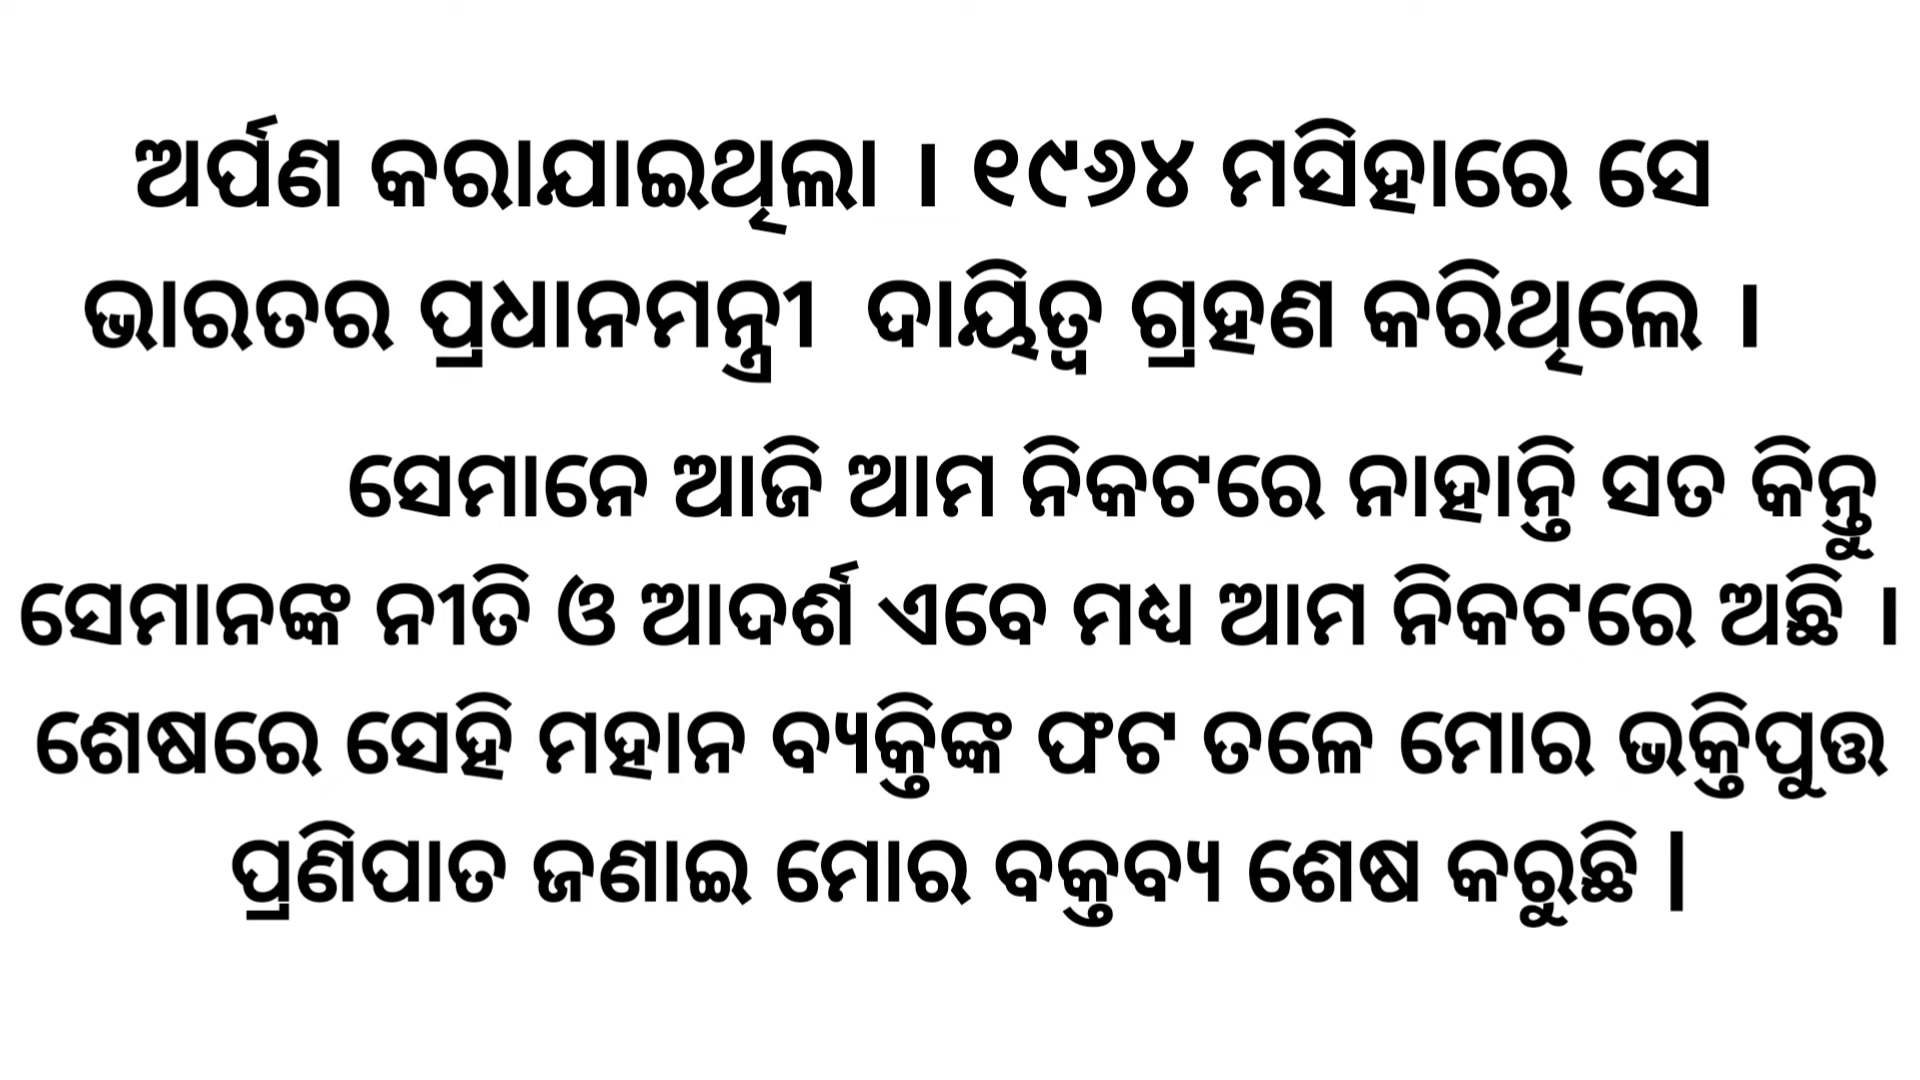 ଅର୍ପଣ କରାଯାଇଥିଲା । ୧୯୬୪ ମସିହାରେ ସେ
ଭାରତର ପ୍ରଧାନମନ୍ତ୍ରୀ ଦାୟିତ୍ୱ ଗ୍ରହଣ କରିଥିଲେ ।
ସେମାନେ ଆଜି ଆମ ନିକଟରେ ନାହାନ୍ତି ସତ କିନ୍ତୁ
ସେମାନଙ୍କ ନୀତି ଓ ଆଦର୍ଶ ଏବେ ମଧ୍ୟ ଆମ ନିକଟରେ ଅଛି ।
ଶେଷରେ ସେହି ମହାନ ବ୍ୟକ୍ତିଙ୍କ ଫଟ ତଳେ ମୋର ଭକ୍ତିପୁତ୍ତ
ପ୍ରଣିପାତ ଜଣାଇ ମୋର ବକ୍ତବ୍ୟ ଶେଷ କରୁଛି |